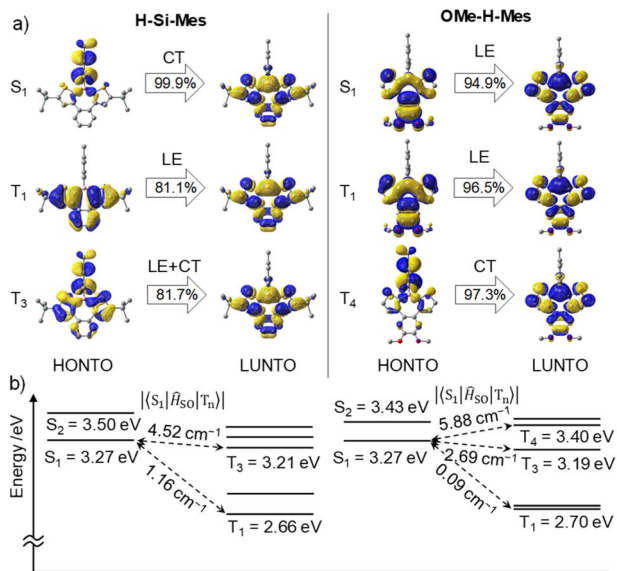 a)
H-Si-Mes
OMe-H-Mes
S₁
CT
99.9%
S₁
LE
94.9%
T₁
LE
81.1%
T₁
LE
96.5%
T₃
LE+CT
81.7%
T₄
CT
97.3%
HONTO
LUNTO
HONTO
LUNTO
b)
Energy /eV
|⟨S₁|Ĥ_SO|Tₙ⟩|
S₂ = 3.50 eV
S₁ = 3.27 eV
4.52 cm⁻¹
1.16 cm⁻¹
T₃ = 3.21 eV
T₁ = 2.66 eV
|⟨S₁|Ĥ_SO|Tₙ⟩|
S₂ = 3.43 eV
S₁ = 3.27 eV
5.88 cm⁻¹
2.69 cm⁻¹
0.09 cm⁻¹
T₄ = 3.40 eV
T₃ = 3.19 eV
T₁ = 2.70 eV